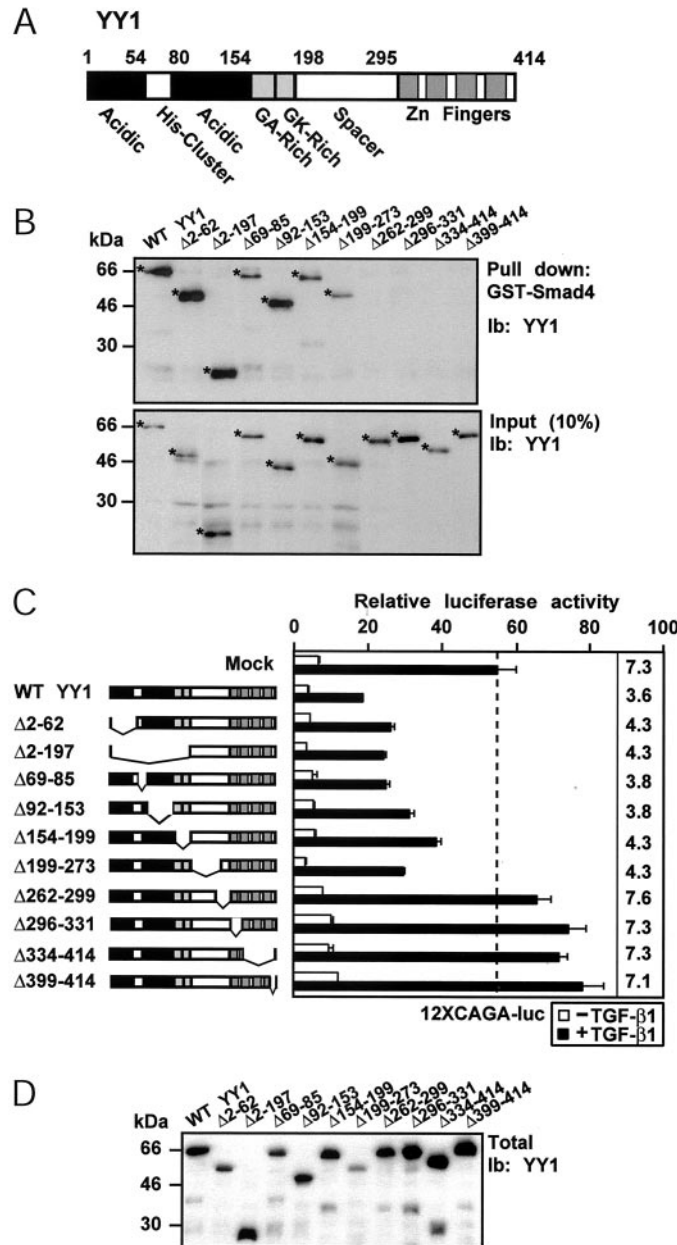 A
YY1
1 54 80 154 198 295 414
Acidic
His-Cluster
Acidic
GA-Rich
GK-Rich
Spacer
Zn Fingers
B
kDa
WT YY1
Δ2-62
Δ2-197
Δ69-85
Δ92-153
Δ154-199
Δ199-273
Δ262-299
Δ296-331
Δ334-414
Δ399-414
66
46
30
* * * * * * *
Pull down:
GST-Smad4
Ib: YY1
66
46
30
* * * * * * * * * * *
Input (10%)
Ib: YY1
C
Relative luciferase activity
0 20 40 60 80 100
Mock 7.3
WT YY1 3.6
Δ2-62 4.3
Δ2-197 4.3
Δ69-85 3.8
Δ92-153 3.8
Δ154-199 4.3
Δ199-273 4.3
Δ262-299 7.6
Δ296-331 7.3
Δ334-414 7.3
Δ399-414 7.1
12XCAGA-luc
-TGF-β1
+TGF-β1
D
kDa
WT YY1
Δ2-62
Δ2-197
Δ69-85
Δ92-153
Δ154-199
Δ199-273
Δ262-299
Δ296-331
Δ334-414
Δ399-414
66
46
30
Total
Ib: YY1